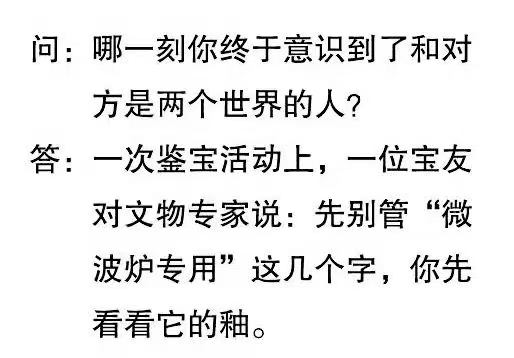 问：哪一刻你终于意识到了和对
方是两个世界的人？
答：一次鉴宝活动上，一位宝友
对文物专家说：先别管“微
波炉专用”这几个字，你先
看看它的釉。